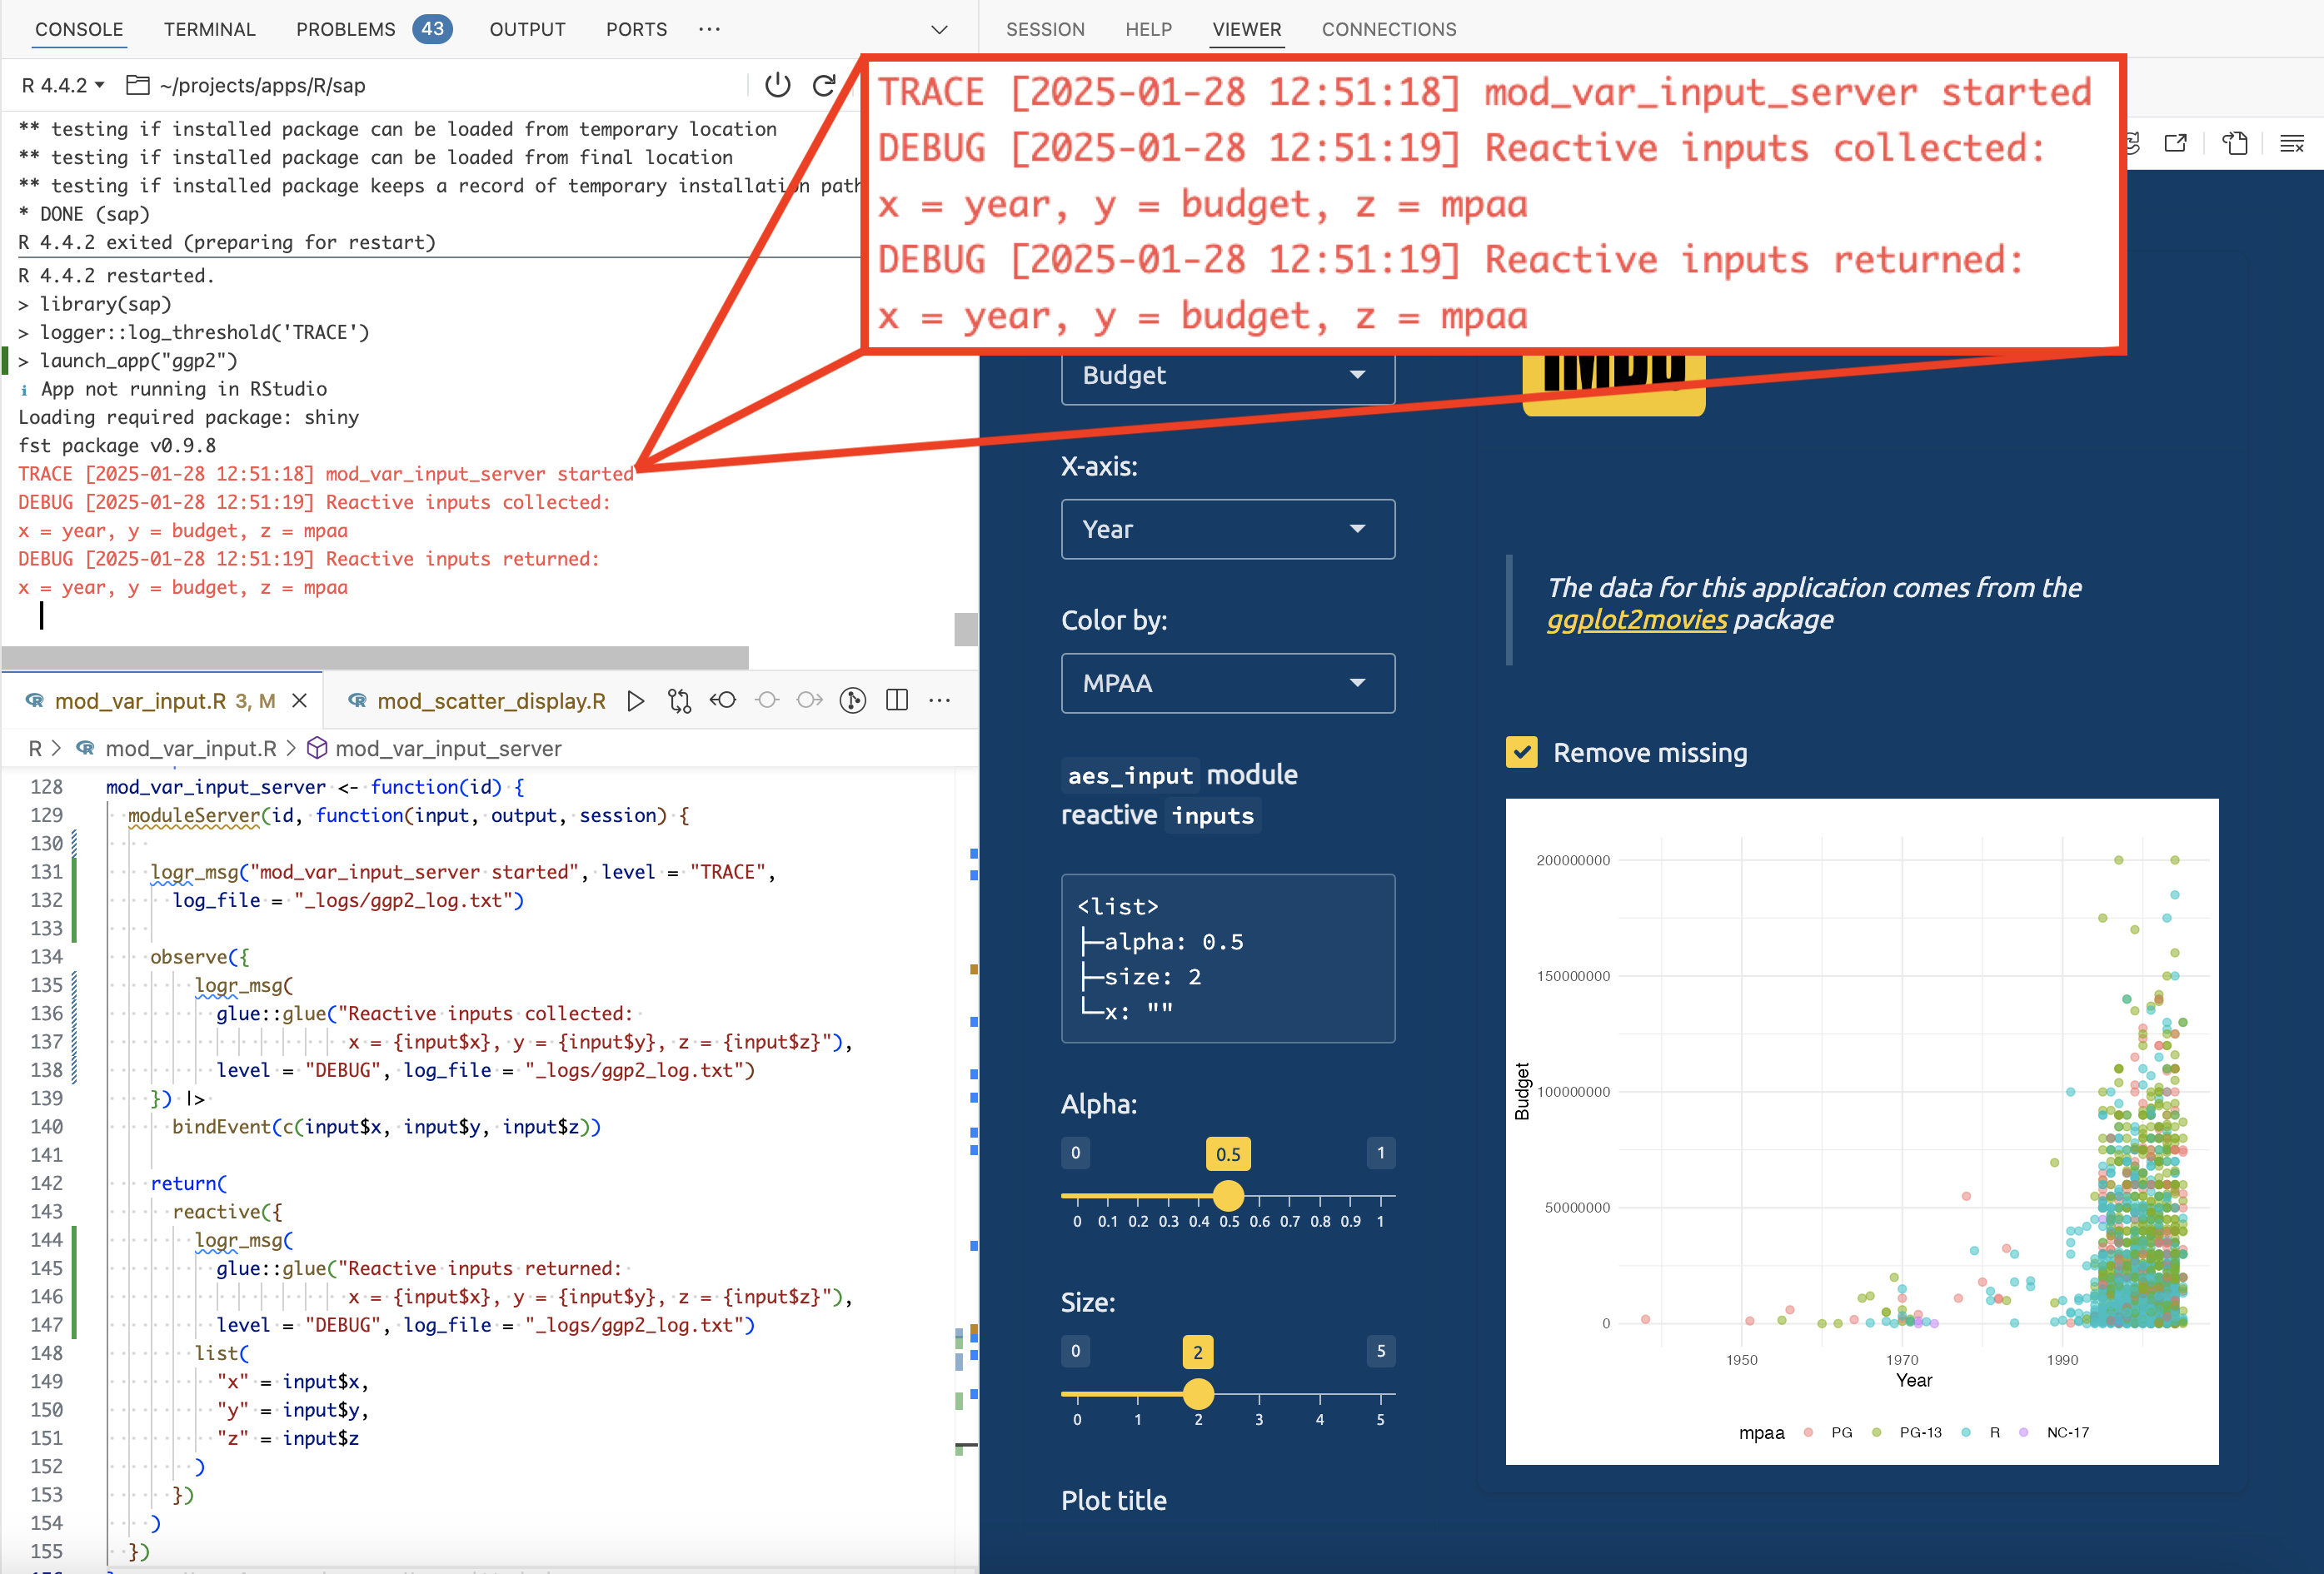 CONSOLE TERMINAL PROBLEMS 43 OUTPUT PORTS ···
SESSION HELP VIEWER CONNECTIONS
R 4.4.2 ~/projects/apps/R/sap
** testing if installed package can be loaded from temporary location
** testing if installed package can be loaded from final location
** testing if installed package keeps a record of temporary installation path
* DONE (sap)
R 4.4.2 exited (preparing for restart)
R 4.4.2 restarted.
> library(sap)
> logger::log_threshold('TRACE')
> launch_app("ggp2")
ℹ App not running in RStudio
Loading required package: shiny
fst package v0.9.8
TRACE [2025-01-28 12:51:18] mod_var_input_server started
DEBUG [2025-01-28 12:51:19] Reactive inputs collected:
x = year, y = budget, z = mpaa
DEBUG [2025-01-28 12:51:19] Reactive inputs returned:
x = year, y = budget, z = mpaa
TRACE [2025-01-28 12:51:18] mod_var_input_server started
DEBUG [2025-01-28 12:51:19] Reactive inputs collected:
x = year, y = budget, z = mpaa
DEBUG [2025-01-28 12:51:19] Reactive inputs returned:
x = year, y = budget, z = mpaa
mod_var_input.R 3, M mod_scatter_display.R
R > mod_var_input.R > mod_var_input_server
128 mod_var_input_server <- function(id) {
129 moduleServer(id, function(input, output, session) {
130
131 logr_msg("mod_var_input_server started", level = "TRACE",
132 log_file = "_logs/ggp2_log.txt")
133
134 observe({
135 logr_msg(
136 glue::glue("Reactive inputs collected:
137 x = {input$x}, y = {input$y}, z = {input$z}"),
138 level = "DEBUG", log_file = "_logs/ggp2_log.txt")
139 }) |>
140 bindEvent(c(input$x, input$y, input$z))
141
142 return(
143 reactive({
144 logr_msg(
145 glue::glue("Reactive inputs returned:
146 x = {input$x}, y = {input$y}, z = {input$z}"),
147 level = "DEBUG", log_file = "_logs/ggp2_log.txt")
148 list(
149 "x" = input$x,
150 "y" = input$y,
151 "z" = input$z
152 )
153 })
154 )
155 })
Budget
X-axis:
Year
Color by:
MPAA
aes_input module
reactive inputs
<list>
├─alpha: 0.5
├─size: 2
└─x: ""
Alpha:
0 0.5 1
0 0.1 0.2 0.3 0.4 0.5 0.6 0.7 0.8 0.9 1
Size:
0 2 5
0 1 2 3 4 5
Plot title
The data for this application comes from the
ggplot2movies package
Remove missing
200000000
150000000
100000000
50000000
0
Budget
1950 1970 1990
Year
mpaa PG PG-13 R NC-17